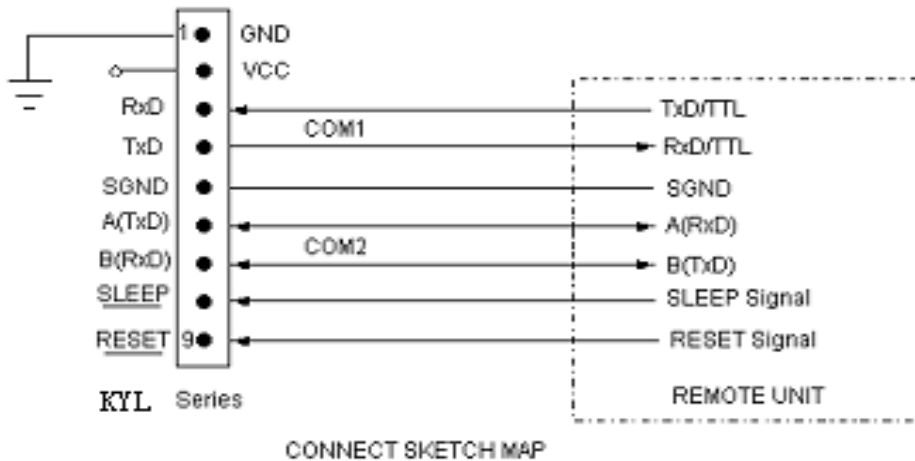 1 GND
VCC
RxD TxD/TTL
COM1
TxD RxD/TTL
SGND SGND
A(TxD) A(RxD)
COM2
B(RxD) B(TxD)
SLEEP SLEEP Signal
RESET 9 RESET Signal
KYL Series REMOTE UNIT
CONNECT SKETCH MAP